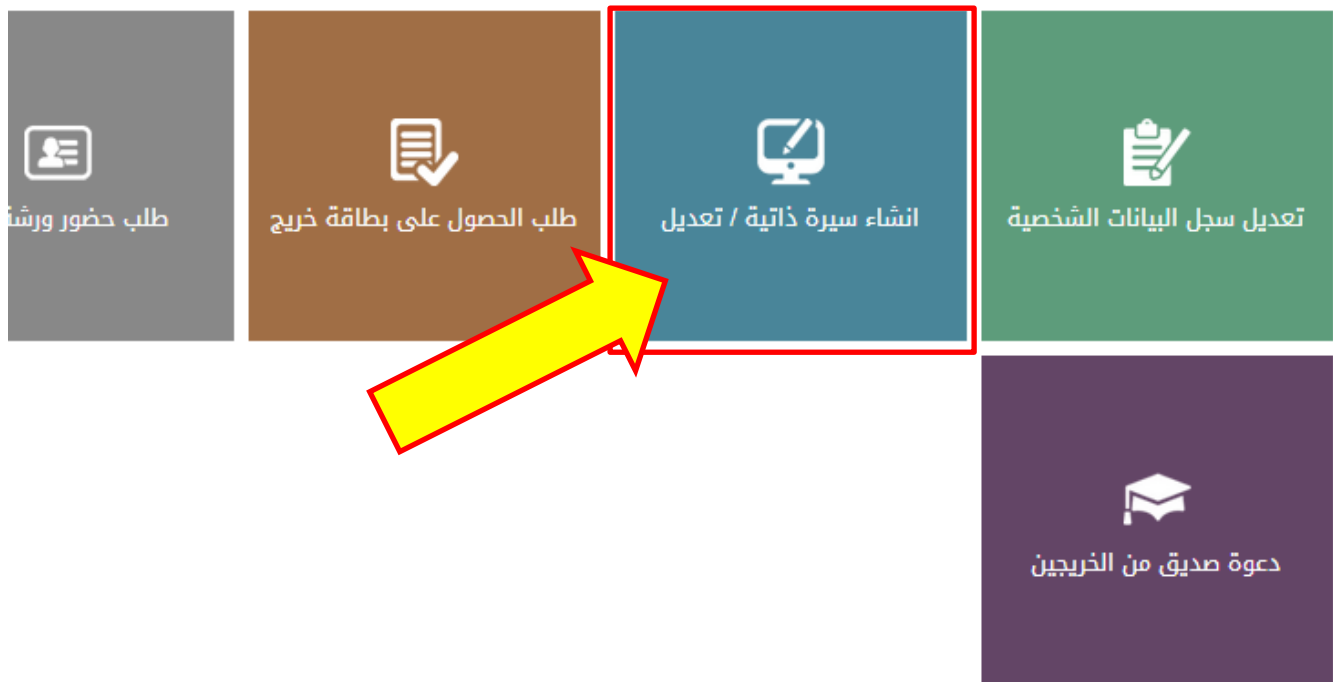 تعديل سجل البيانات الشخصية
انشاء سيرة ذاتية / تعديل
طلب الحصول على بطاقة خريج
طلب حضور ورشة
دعوة صديق من الخريجين